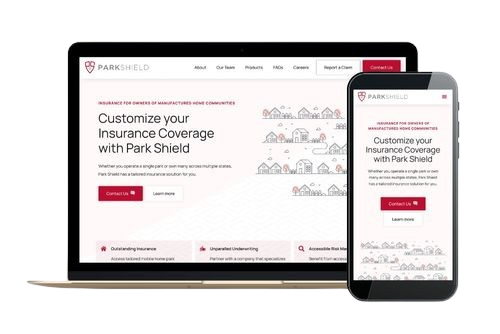 PARKSHIELD
About Our Team Products FAQs Careers Report a Claim Contact Us
INSURANCE FOR OWNERS OF MANUFACTURED HOME COMMUNITIES
Customize your
Insurance Coverage
with Park Shield
Whether you operate a single park or own many across multiple states,
Park Shield has a tailored insurance solution for you.
Contact Us Learn more
Outstanding Insurance Unparalleled Underwriting Accessible Risk Ma
Access tailored mobile home park Partner with a company that specializes Benefit from access
PARKSHIELD
INSURANCE FOR OWNERS OF
MANUFACTURED HOME COMMUNITIES
Customize your
Insurance Coverage
with Park Shield
Whether you operate a single park or own
many across multiple states, Park Shield
has a tailored insurance solution for you.
Contact Us
Learn more